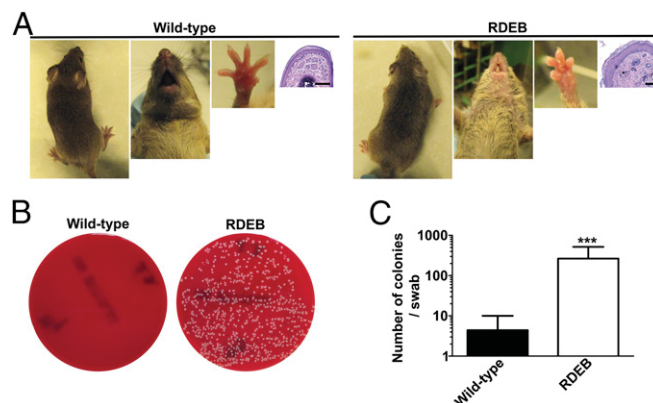 A
Wild-type
RDEB
B
Wild-type
RDEB
C
Number of colonies
/ swab
1000
100
10
1
***
Wild-type
RDEB